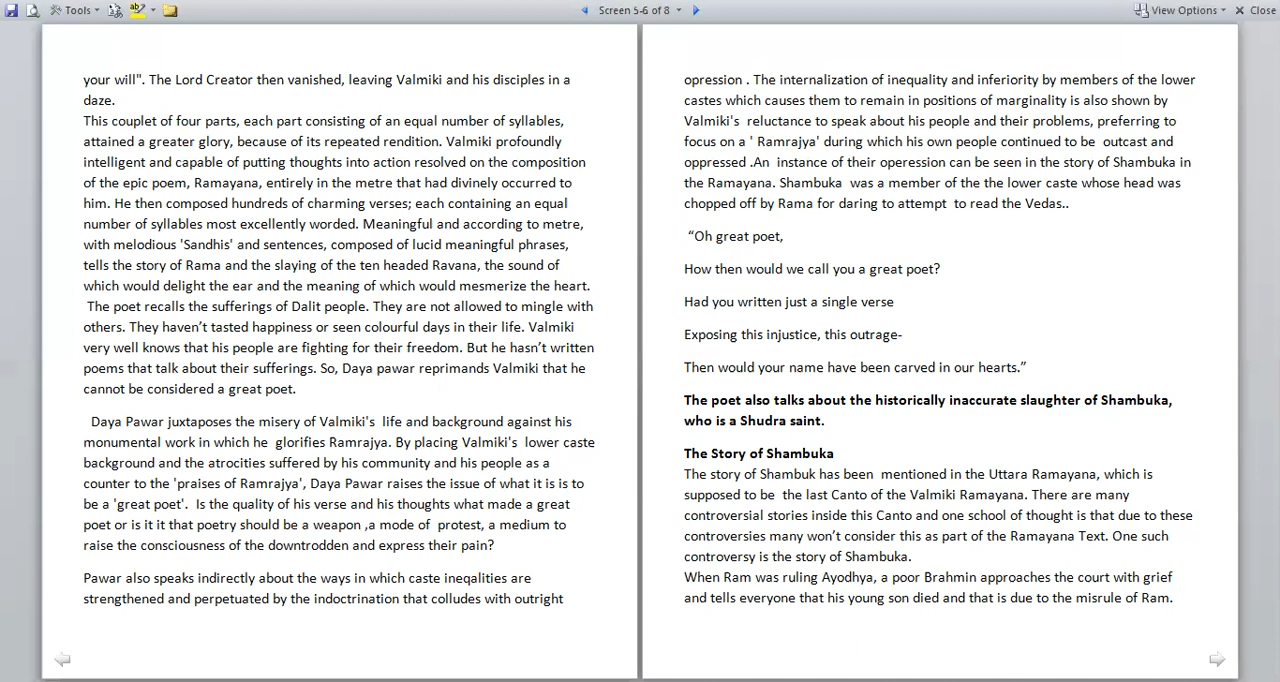 Tools
Screen 5-6 of 8
View Options
Close
your will". The Lord Creator then vanished, leaving Valmiki and his disciples in a
daze.
This couplet of four parts, each part consisting of an equal number of syllables,
attained a greater glory, because of its repeated rendition. Valmiki profoundly
intelligent and capable of putting thoughts into action resolved on the composition
of the epic poem, Ramayana, entirely in the metre that had divinely occurred to
him. He then composed hundreds of charming verses; each containing an equal
number of syllables most excellently worded. Meaningful and according to metre,
with melodious 'Sandhis' and sentences, composed of lucid meaningful phrases,
tells the story of Rama and the slaying of the ten headed Ravana, the sound of
which would delight the ear and the meaning of which would mesmerize the heart.
The poet recalls the sufferings of Dalit people. They are not allowed to mingle with
others. They haven't tasted happiness or seen colourful days in their life. Valmiki
very well knows that his people are fighting for their freedom. But he hasn't written
poems that talk about their sufferings. So, Daya pawar reprimands Valmiki that he
cannot be considered a great poet.
Daya Pawar juxtaposes the misery of Valmiki's  life and background against his
monumental work in which he  glorifies Ramrajya. By placing Valmiki's  lower caste
background and the atrocities suffered by his community and his people as a
counter to the 'praises of Ramrajya', Daya Pawar raises the issue of what it is is to
be a 'great poet'.  Is the quality of his verse and his thoughts what made a great
poet or is it it that poetry should be a weapon ,a mode of  protest, a medium to
raise the consciousness of the downtrodden and express their pain?
Pawar also speaks indirectly about the ways in which caste ineqalities are
strengthened and perpetuated by the indoctrination that colludes with outright
opression . The internalization of inequality and inferiority by members of the lower
castes which causes them to remain in positions of marginality is also shown by
Valmiki's  reluctance to speak about his people and their problems, preferring to
focus on a ' Ramrajya' during which his own people continued to be  outcast and
oppressed .An  instance of their operession can be seen in the story of Shambuka in
the Ramayana. Shambuka  was a member of the the lower caste whose head was
chopped off by Rama for daring to attempt  to read the Vedas..
“Oh great poet,
How then would we call you a great poet?
Had you written just a single verse
Exposing this injustice, this outrage-
Then would your name have been carved in our hearts.”
The poet also talks about the historically inaccurate slaughter of Shambuka,
who is a Shudra saint.
The Story of Shambuka
The story of Shambuk has been  mentioned in the Uttara Ramayana, which is
supposed to be  the last Canto of the Valmiki Ramayana. There are many
controversial stories inside this Canto and one school of thought is that due to these
controversies many won't consider this as part of the Ramayana Text. One such
controversy is the story of Shambuka.
When Ram was ruling Ayodhya, a poor Brahmin approaches the court with grief
and tells everyone that his young son died and that is due to the misrule of Ram.